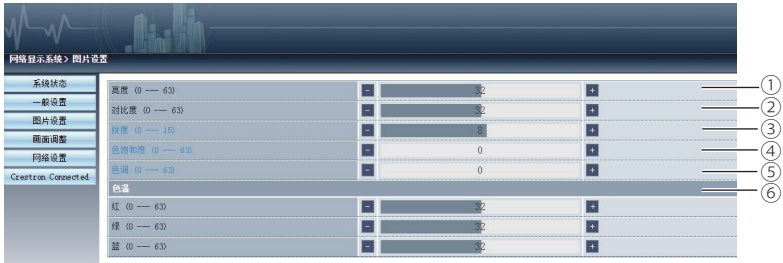 网络显示系统> 图片设置
系统状态
一般设置
图片设置
画面调整
网络设置
Crestron Connected
亮度 (0 --- 63) - 32 + ①
对比度 (0 --- 63) - 32 + ②
锐度 (0 --- 15) - 8 + ③
色饱和度 (0 --- 63) - 0 + ④
色调 (0 --- 63) - 0 + ⑤
色温 ⑥
红 (0 --- 63) - 32 +
绿 (0 --- 63) - 32 +
蓝 (0 --- 63) - 32 +